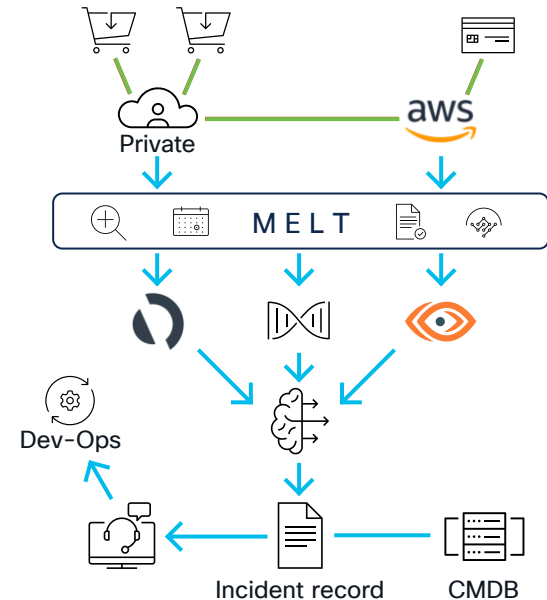 aws
Private
MELT
Dev-Ops
Incident record
CMDB